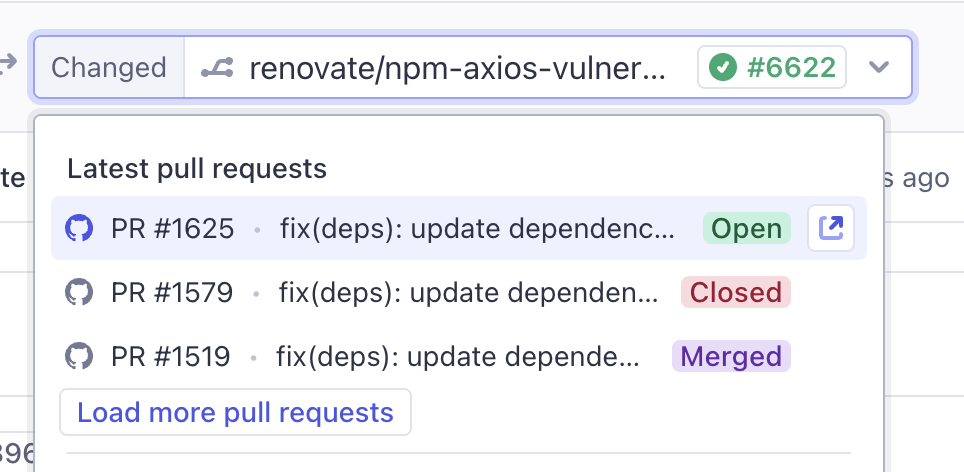 Changed renovate/npm-axios-vulner... #6622
Latest pull requests
te
s ago
PR #1625 • fix(deps): update dependenc... Open
PR #1579 • fix(deps): update dependen... Closed
PR #1519 • fix(deps): update depende... Merged
Load more pull requests
396